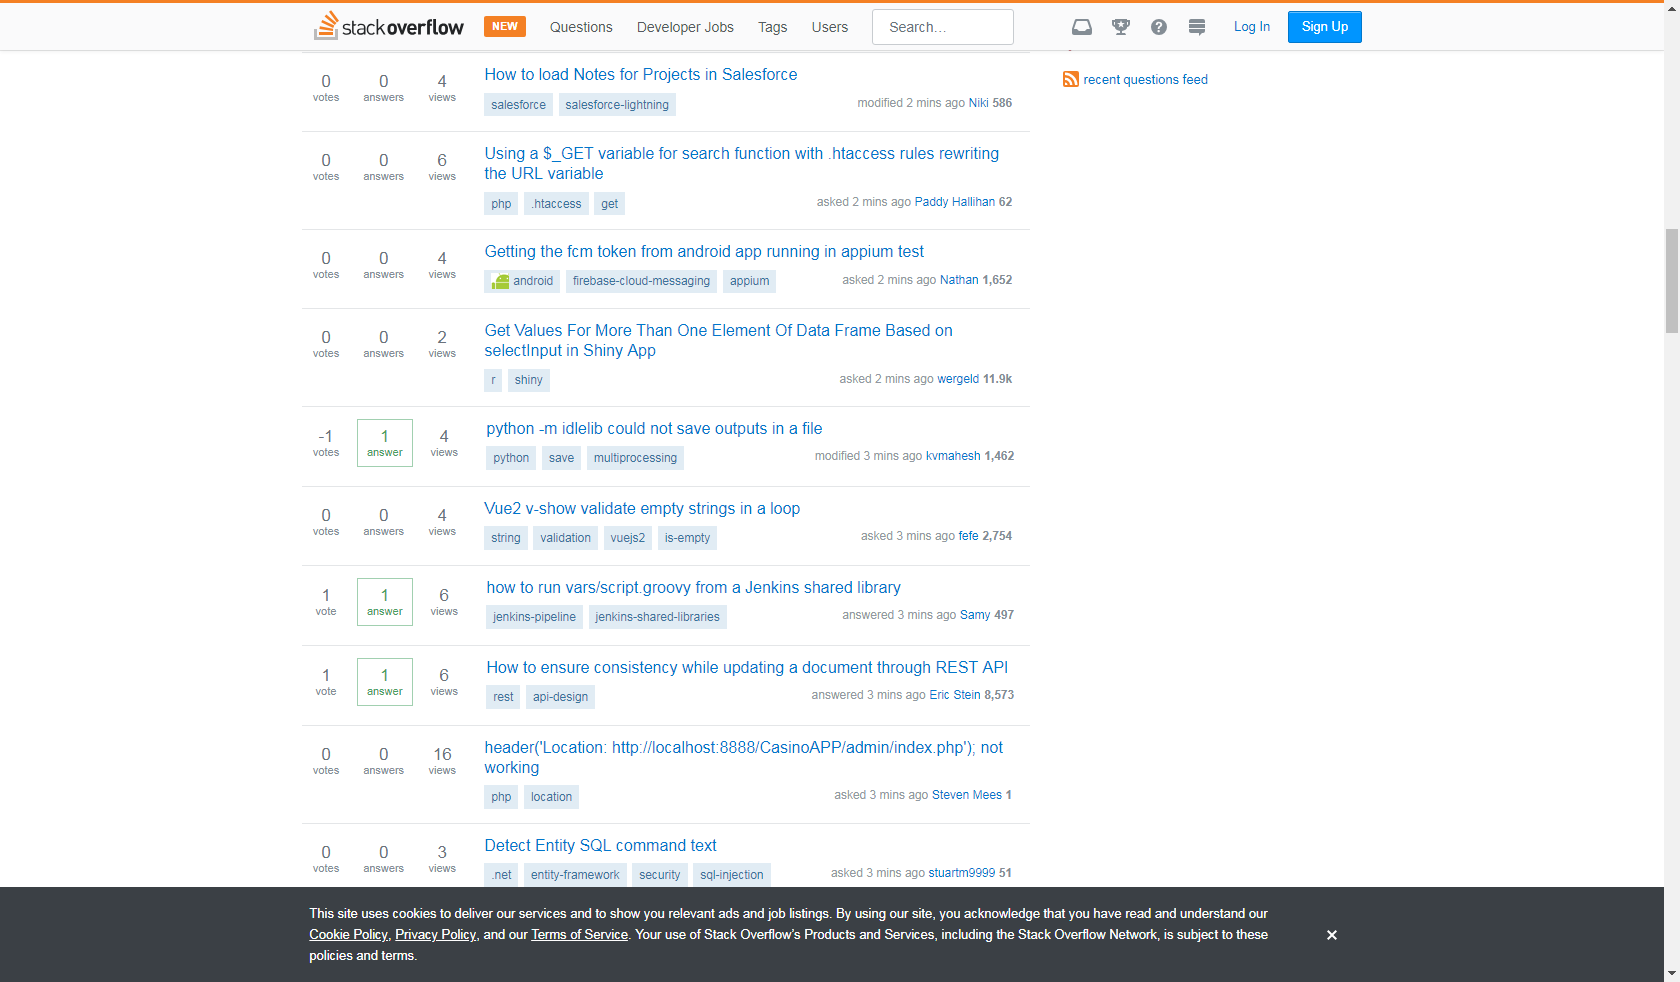 stackoverflow NEW Questions Developer Jobs Tags Users Search… Log In Sign Up
recent questions feed
0 votes 0 answers 4 views
How to load Notes for Projects in Salesforce
salesforce salesforce-lightning
modified 2 mins ago Niki 586
0 votes 0 answers 6 views
Using a $_GET variable for search function with .htaccess rules rewriting
the URL variable
php .htaccess get
asked 2 mins ago Paddy Hallihan 62
0 votes 0 answers 4 views
Getting the fcm token from android app running in appium test
android firebase-cloud-messaging appium
asked 2 mins ago Nathan 1,652
0 votes 0 answers 2 views
Get Values For More Than One Element Of Data Frame Based on
selectInput in Shiny App
r shiny
asked 2 mins ago wergeld 11.9k
-1 votes 1 answer 4 views
python -m idlelib could not save outputs in a file
python save multiprocessing
modified 3 mins ago kvmahesh 1,462
0 votes 0 answers 4 views
Vue2 v-show validate empty strings in a loop
string validation vuejs2 is-empty
asked 3 mins ago fefe 2,754
1 vote 1 answer 6 views
how to run vars/script.groovy from a Jenkins shared library
jenkins-pipeline jenkins-shared-libraries
answered 3 mins ago Samy 497
1 vote 1 answer 6 views
How to ensure consistency while updating a document through REST API
rest api-design
answered 3 mins ago Eric Stein 8,573
0 votes 0 answers 16 views
header('Location: http://localhost:8888/CasinoAPP/admin/index.php'); not
working
php location
asked 3 mins ago Steven Mees 1
0 votes 0 answers 3 views
Detect Entity SQL command text
.net entity-framework security sql-injection
asked 3 mins ago stuartm9999 51
This site uses cookies to deliver our services and to show you relevant ads and job listings. By using our site, you acknowledge that you have read and understand our
Cookie Policy, Privacy Policy, and our Terms of Service. Your use of Stack Overflow's Products and Services, including the Stack Overflow Network, is subject to these
policies and terms.